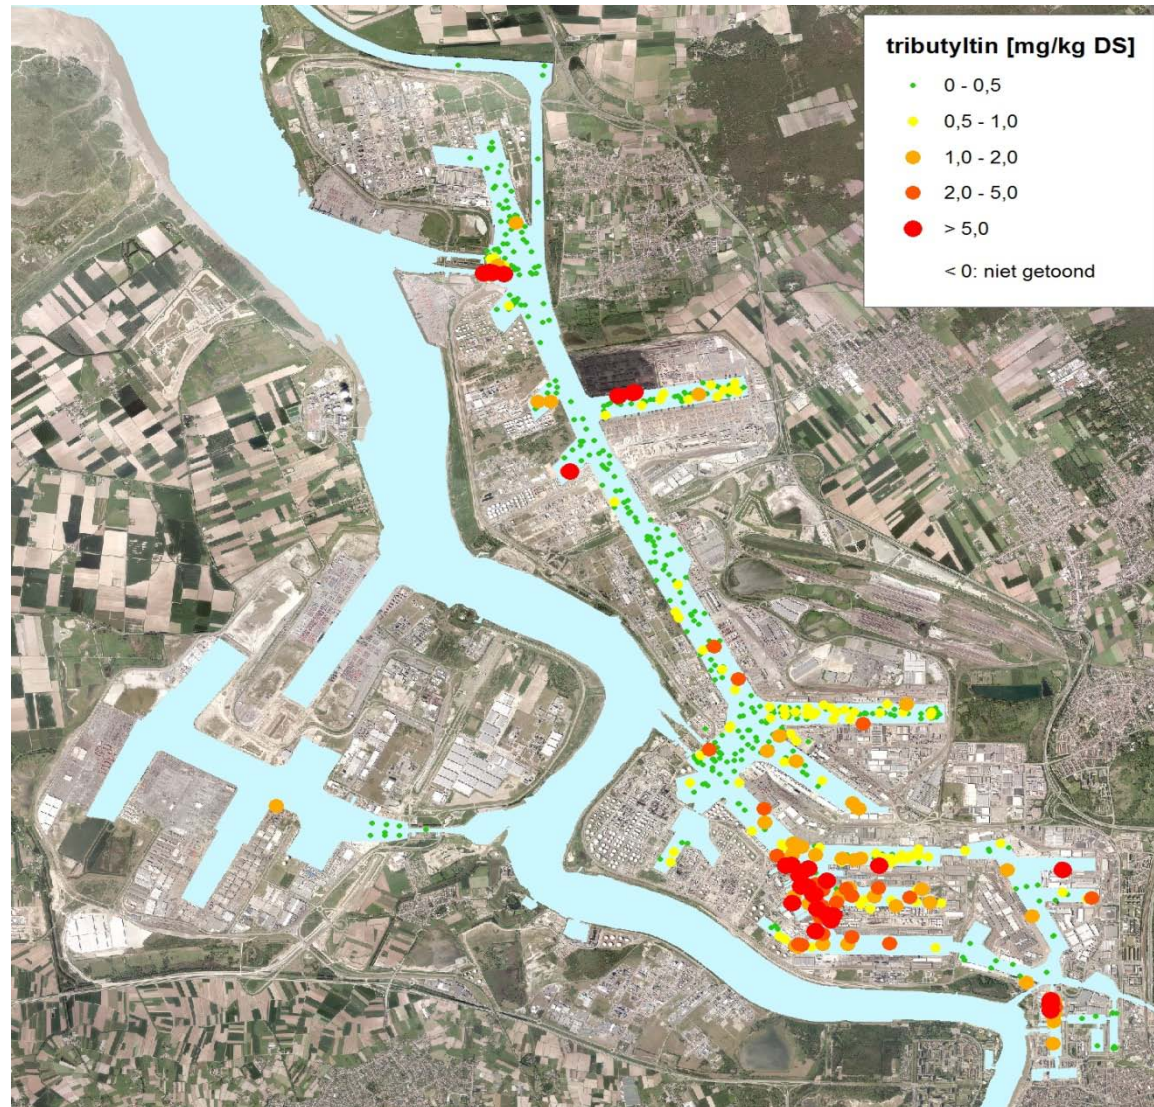 tributyltin [mg/kg DS]
0 - 0,5
0,5 - 1,0
1,0 - 2,0
2,0 - 5,0
> 5,0
< 0: niet getoond